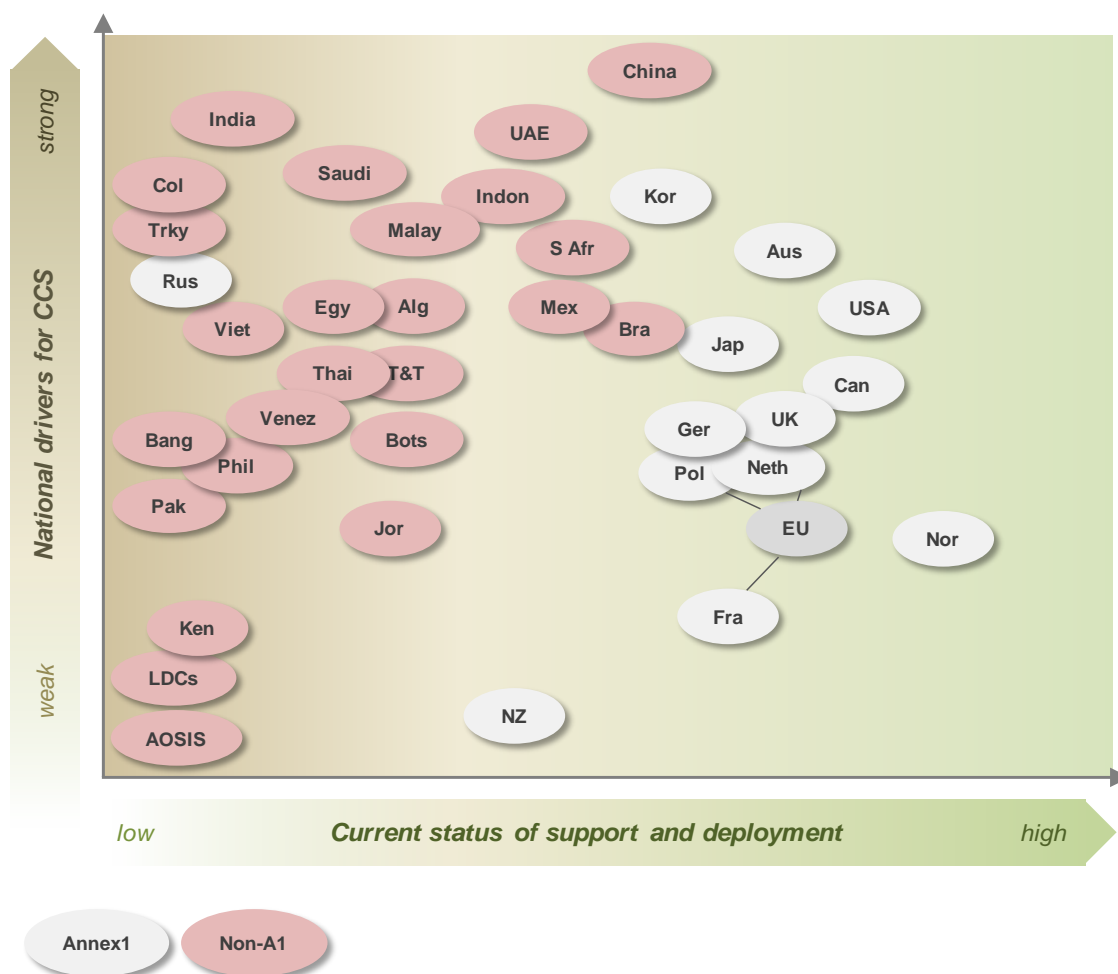 China
India
UAE
Saudi
Col
Indon
Kor
Trky
Malay
S Afr
Aus
Rus
Egy
Alg
Mex
USA
Viet
Bra
Jap
Thai
T&T
Can
Venez
UK
Ger
Bang
Bots
Phil
Pol
Neth
Pak
Jor
EU
Nor
Fra
Ken
LDCs
NZ
AOSIS
strong
National drivers for CCS
weak
low
Current status of support and deployment
high
Annex1
Non-A1